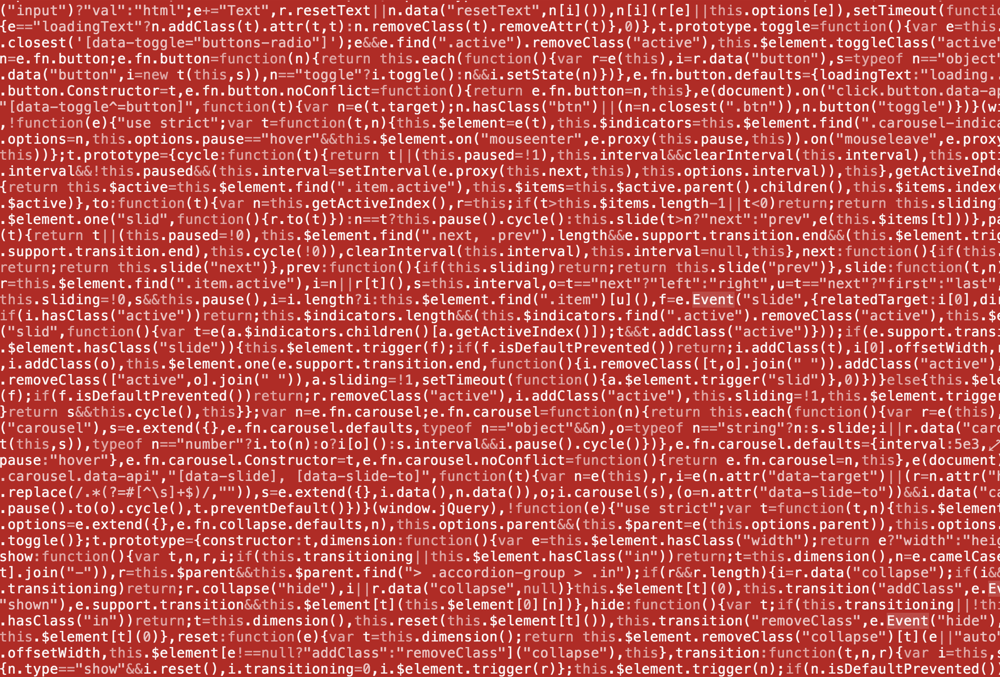 ("input")?"val":"html";e+="Text",r.resetText||n.data("resetText",n[i]()),n[i](r[e]||this.options[e]),setTimeout(functio
{e=="loadingText"?n.addClass(t).attr(t,t):n.removeClass(t).removeAttr(t)},0)},t.prototype.toggle=function(){var e=this.
.closest('[data-toggle="buttons-radio"]');e&&e.find(".active").removeClass("active"),this.$element.toggleClass("active"
n=e.fn.button;e.fn.button=function(n){return this.each(function(){var r=e(this),i=r.data("button"),s=typeof n=="object"
.data("button",i=new t(this,s)),n=="toggle"?i.toggle():n&&i.setState(n)})},e.fn.button.defaults={loadingText:"loading..
.button.Constructor=t,e.fn.button.noConflict=function(){return e.fn.button=n,this},e(document).on("click.button.data-ap
"[data-toggle^=button]",function(t){var n=e(t.target);n.hasClass("btn")||(n=n.closest(".btn")),n.button("toggle")})}(wi
,!function(e){"use strict";var t=function(t,n){this.$element=e(t),this.$indicators=this.$element.find(".carousel-indica
.options=n,this.options.pause=="hover"&&this.$element.on("mouseenter",e.proxy(this.pause,this)).on("mouseleave",e.proxy
this))};t.prototype={cycle:function(t){return t||(this.paused=!1),this.interval&&clearInterval(this.interval),this.opti
.interval&&!this.paused&&(this.interval=setInterval(e.proxy(this.next,this),this.options.interval)),this},getActiveInde
{return this.$active=this.$element.find(".item.active"),this.$items=this.$active.parent().children(),this.$items.index(
.$active)},to:function(t){var n=this.getActiveIndex(),r=this;if(t>this.$items.length-1||t<0)return;return this.sliding?
.$element.one("slid",function(){r.to(t)}):n==t?this.pause().cycle():this.slide(t>n?"next":"prev",e(this.$items[t]))},pa
(t){return t||(this.paused=!0),this.$element.find(".next, .prev").length&&e.support.transition.end&&(this.$element.trig
.support.transition.end),this.cycle(!0)),clearInterval(this.interval),this.interval=null,this},next:function(){if(this.
return;return this.slide("next")},prev:function(){if(this.sliding)return;return this.slide("prev")},slide:function(t,n)
r=this.$element.find(".item.active"),i=n||r[t](),s=this.interval,o=t=="next"?"left":"right",u=t=="next"?"first":"last",
this.sliding=!0,s&&this.pause(),i=i.length?i:this.$element.find(".item")[u](),f=e.Event("slide",{relatedTarget:i[0],dir
if(i.hasClass("active"))return;this.$indicators.length&&(this.$indicators.find(".active").removeClass("active"),this.$e
("slid",function(){var t=e(a.$indicators.children()[a.getActiveIndex()]);t&&t.addClass("active")}));if(e.support.transi
.$element.hasClass("slide")){this.$element.trigger(f);if(f.isDefaultPrevented())return;i.addClass(t),i[0].offsetWidth,r
,i.addClass(o),this.$element.one(e.support.transition.end,function(){i.removeClass([t,o].join(" ")).addClass("active"),
.removeClass(["active",o].join(" ")),a.sliding=!1,setTimeout(function(){a.$element.trigger("slid")},0)})}else{this.$ele
(f);if(f.isDefaultPrevented())return;r.removeClass("active"),i.addClass("active"),this.sliding=!1,this.$element.trigger
}return s&&this.cycle(),this}};var n=e.fn.carousel;e.fn.carousel=function(n){return this.each(function(){var r=e(this),
("carousel"),s=e.extend({},e.fn.carousel.defaults,typeof n=="object"&&n),o=typeof n=="string"?n:s.slide;i||r.data("caro
t(this,s)),typeof n=="number"?i.to(n):o?i[o]():s.interval&&i.pause().cycle()})},e.fn.carousel.defaults={interval:5e3,
pause:"hover"},e.fn.carousel.Constructor=t,e.fn.carousel.noConflict=function(){return e.fn.carousel=n,this},e(document)
.carousel.data-api","[data-slide], [data-slide-to]",function(t){var n=e(this),r,i=e(n.attr("data-target")||(r=n.attr("h
.replace(/.*(?=#[^\s]+$)/,"")),s=e.extend({},i.data(),n.data()),o;i.carousel(s),(o=n.attr("data-slide-to"))&&i.data("ca
.pause().to(o).cycle(),t.preventDefault()})}(window.jQuery),!function(e){"use strict";var t=function(t,n){this.$element
.options=e.extend({},e.fn.collapse.defaults,n),this.options.parent&&(this.$parent=e(this.options.parent)),this.options.
.toggle()};t.prototype={constructor:t,dimension:function(){var e=this.$element.hasClass("width");return e?"width":"heig
show:function(){var t,n,r,i;if(this.transitioning||this.$element.hasClass("in"))return;t=this.dimension(),n=e.camelCase
t].join("-")),r=this.$parent&&this.$parent.find("> .accordion-group > .in");if(r&&r.length){i=r.data("collapse");if(i&&
.transitioning)return;r.collapse("hide"),i||r.data("collapse",null)}this.$element[t](0),this.transition("addClass",e.Ev
"shown"),e.support.transition&&this.$element[t](this.$element[0][n])},hide:function(){var t;if(this.transitioning||!thi
.hasClass("in"))return;t=this.dimension(),this.reset(this.$element[t]()),this.transition("removeClass",e.Event("hide"),
this.$element[t](0)},reset:function(e){var t=this.dimension();return this.$element.removeClass("collapse")[t](e||"auto"
.offsetWidth,this.$element[e!==null?"addClass":"removeClass"]("collapse"),this},transition:function(t,n,r){var i=this,s
{n.type=="show"&&i.reset(),i.transitioning=0,i.$element.trigger(r)};this.$element.trigger(n);if(n.isDefaultPrevented())